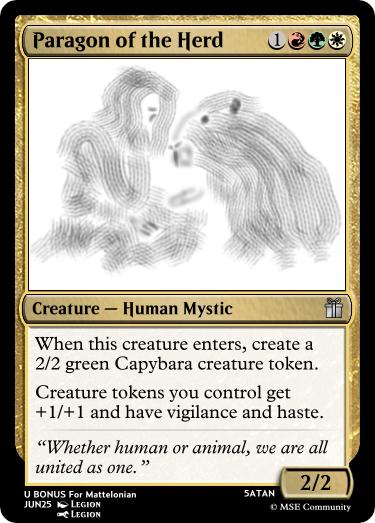 Paragon of the Herd 1
Creature — Human Mystic
When this creature enters, create a
2/2 green Capybara creature token.
Creature tokens you control get
+1/+1 and have vigilance and haste.
“Whether human or animal, we are all
united as one.”
2/2
U BONUS For Mattelonian
5ATAN
© MSE Community
JUN25 LEGION
LEGION